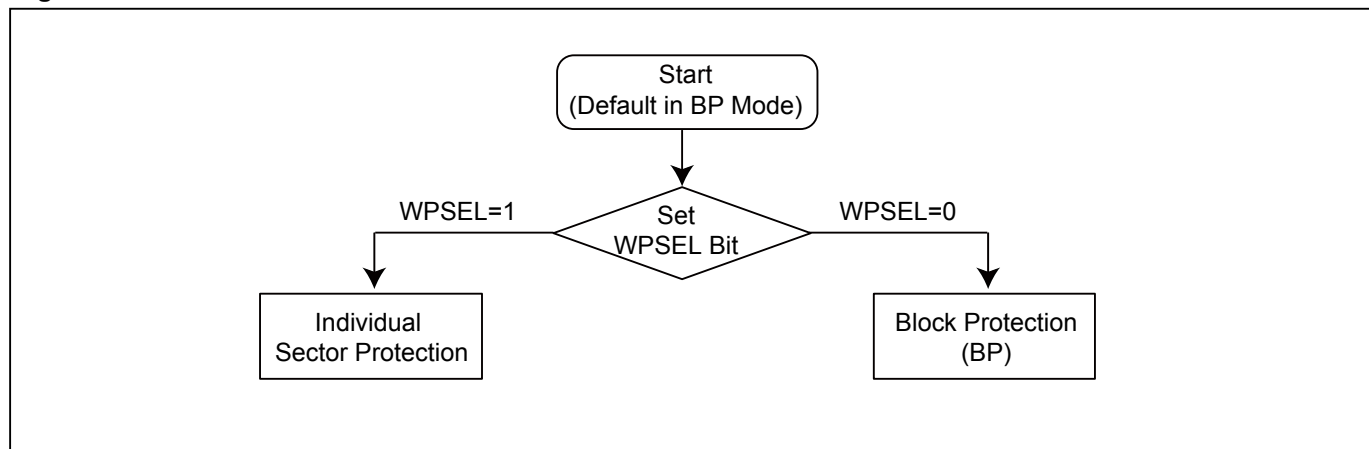 Start
(Default in BP Mode)
WPSEL=1
Set
WPSEL Bit
WPSEL=0
Individual
Sector Protection
Block Protection
(BP)